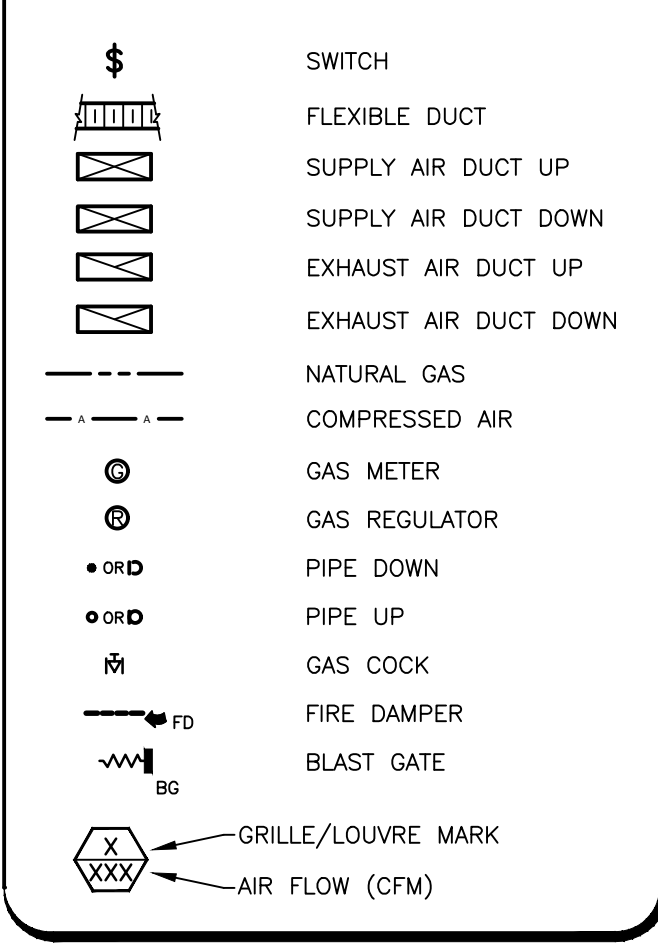 $ SWITCH
FLEXIBLE DUCT
SUPPLY AIR DUCT UP
SUPPLY AIR DUCT DOWN
EXHAUST AIR DUCT UP
EXHAUST AIR DUCT DOWN
NATURAL GAS
A A COMPRESSED AIR
G GAS METER
R GAS REGULATOR
OR PIPE DOWN
OR PIPE UP
GAS COCK
FD FIRE DAMPER
BG BLAST GATE
X GRILLE/LOUVRE MARK
XXX AIR FLOW (CFM)